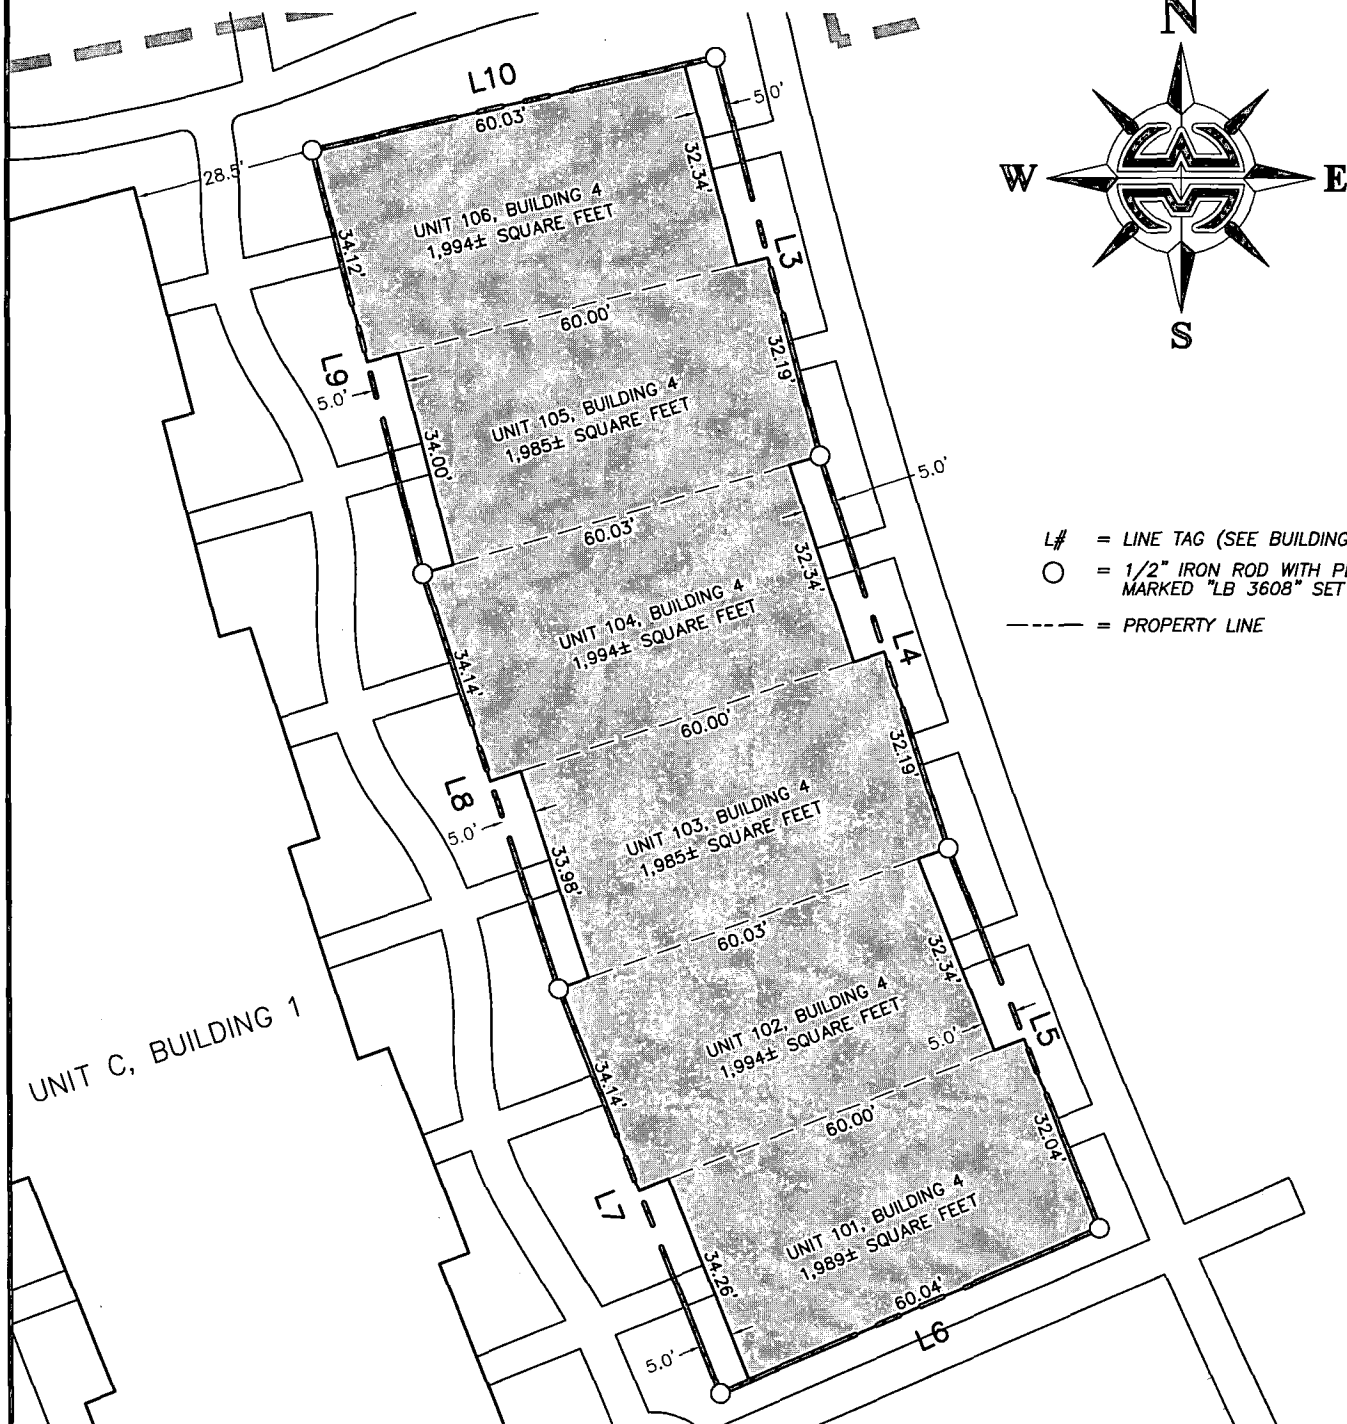 N
W
E
S
L10
60.03'
5.0'
28.5'
32.34'
UNIT 106, BUILDING 4
1,994± SQUARE FEET
34.12'
L3
60.00'
32.19'
L9
5.0'
UNIT 105, BUILDING 4
1,985± SQUARE FEET
34.00'
5.0'
60.03'
32.34'
L# = LINE TAG (SEE BUILDING
= 1/2" IRON ROD WITH
MARKED "LB 3608" SET
= PROPERTY LINE
UNIT 104, BUILDING 4
1,994± SQUARE FEET
L4
34.14'
60.00'
32.19'
L8
5.0'
UNIT 103, BUILDING 4
1,985± SQUARE FEET
33.98'
60.03'
32.34'
UNIT 102, BUILDING 4
1,994± SQUARE FEET
5.0'
L5
UNIT C, BUILDING 1
34.14'
60.00'
32.04'
L7
UNIT 101, BUILDING 4
1,989± SQUARE FEET
34.26'
60.04'
L6
5.0'